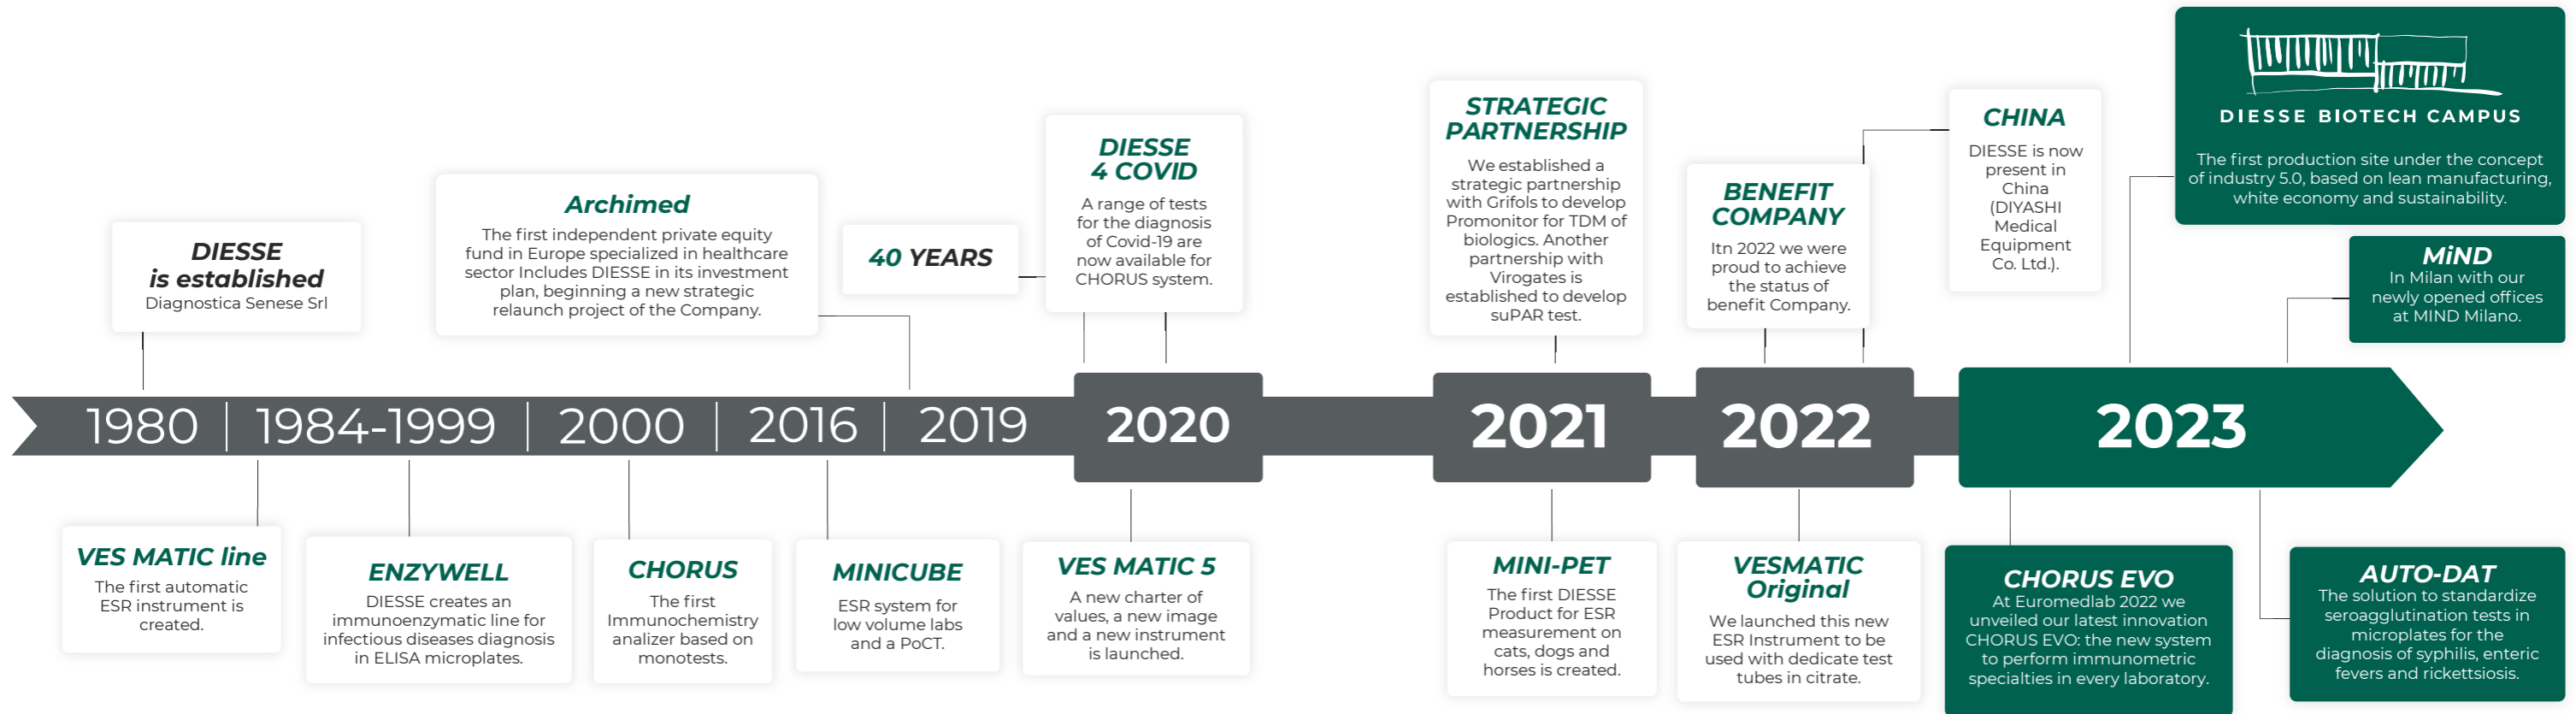 DIESSE
is established
Diagnostica Senese Srl
Archimed
The first independent private equity
fund in Europe specialized in healthcare
sector Includes DIESSE in its investment
plan, beginning a new strategic
relaunch project of the Company.
40 YEARS
DIESSE
4 COVID
A range of tests
for the diagnosis
of Covid-19 are
now available for
CHORUS system.
STRATEGIC
PARTNERSHIP
We established a
strategic partnership
with Grifols to develop
Promonitor for TDM of
biologics. Another
partnership with
Virogates is
established to develop
suPAR test.
BENEFIT
COMPANY
Itn 2022 we were
proud to achieve
the status of
benefit Company.
CHINA
DIESSE is now
present in
China
(DIYASHI
Medical
Equipment
Co. Ltd.).
DIESSE BIOTECH CAMPUS
The first production site under the concept
of industry 5.0, based on lean manufacturing,
white economy and sustainability.
MiND
In Milan with our
newly opened offices
at MIND Milano.
1980
1984-1999
2000
2016
2019
2020
2021
2022
2023
VES MATIC line
The first automatic
ESR instrument is
created.
ENZYWELL
DIESSE creates an
immunoenzymatic line for
infectious diseases diagnosis
in ELISA microplates.
CHORUS
The first
Immunochemistry
analizer based on
monotests.
MINICUBE
ESR system for
low volume labs
and a PoCT.
VES MATIC 5
A new charter of
values, a new image
and a new instrument
is launched.
MINI-PET
The first DIESSE
Product for ESR
measurement on
cats, dogs and
horses is created.
VESMATIC
Original
We launched this new
ESR Instrument to be
used with dedicate test
tubes in citrate.
CHORUS EVO
At Euromedlab 2022 we
unveiled our latest innovation
CHORUS EVO: the new system
to perform immunometric
specialties in every laboratory.
AUTO-DAT
The solution to standardize
seroagglutination tests in
microplates for the
diagnosis of syphilis, enteric
fevers and rickettsiosis.